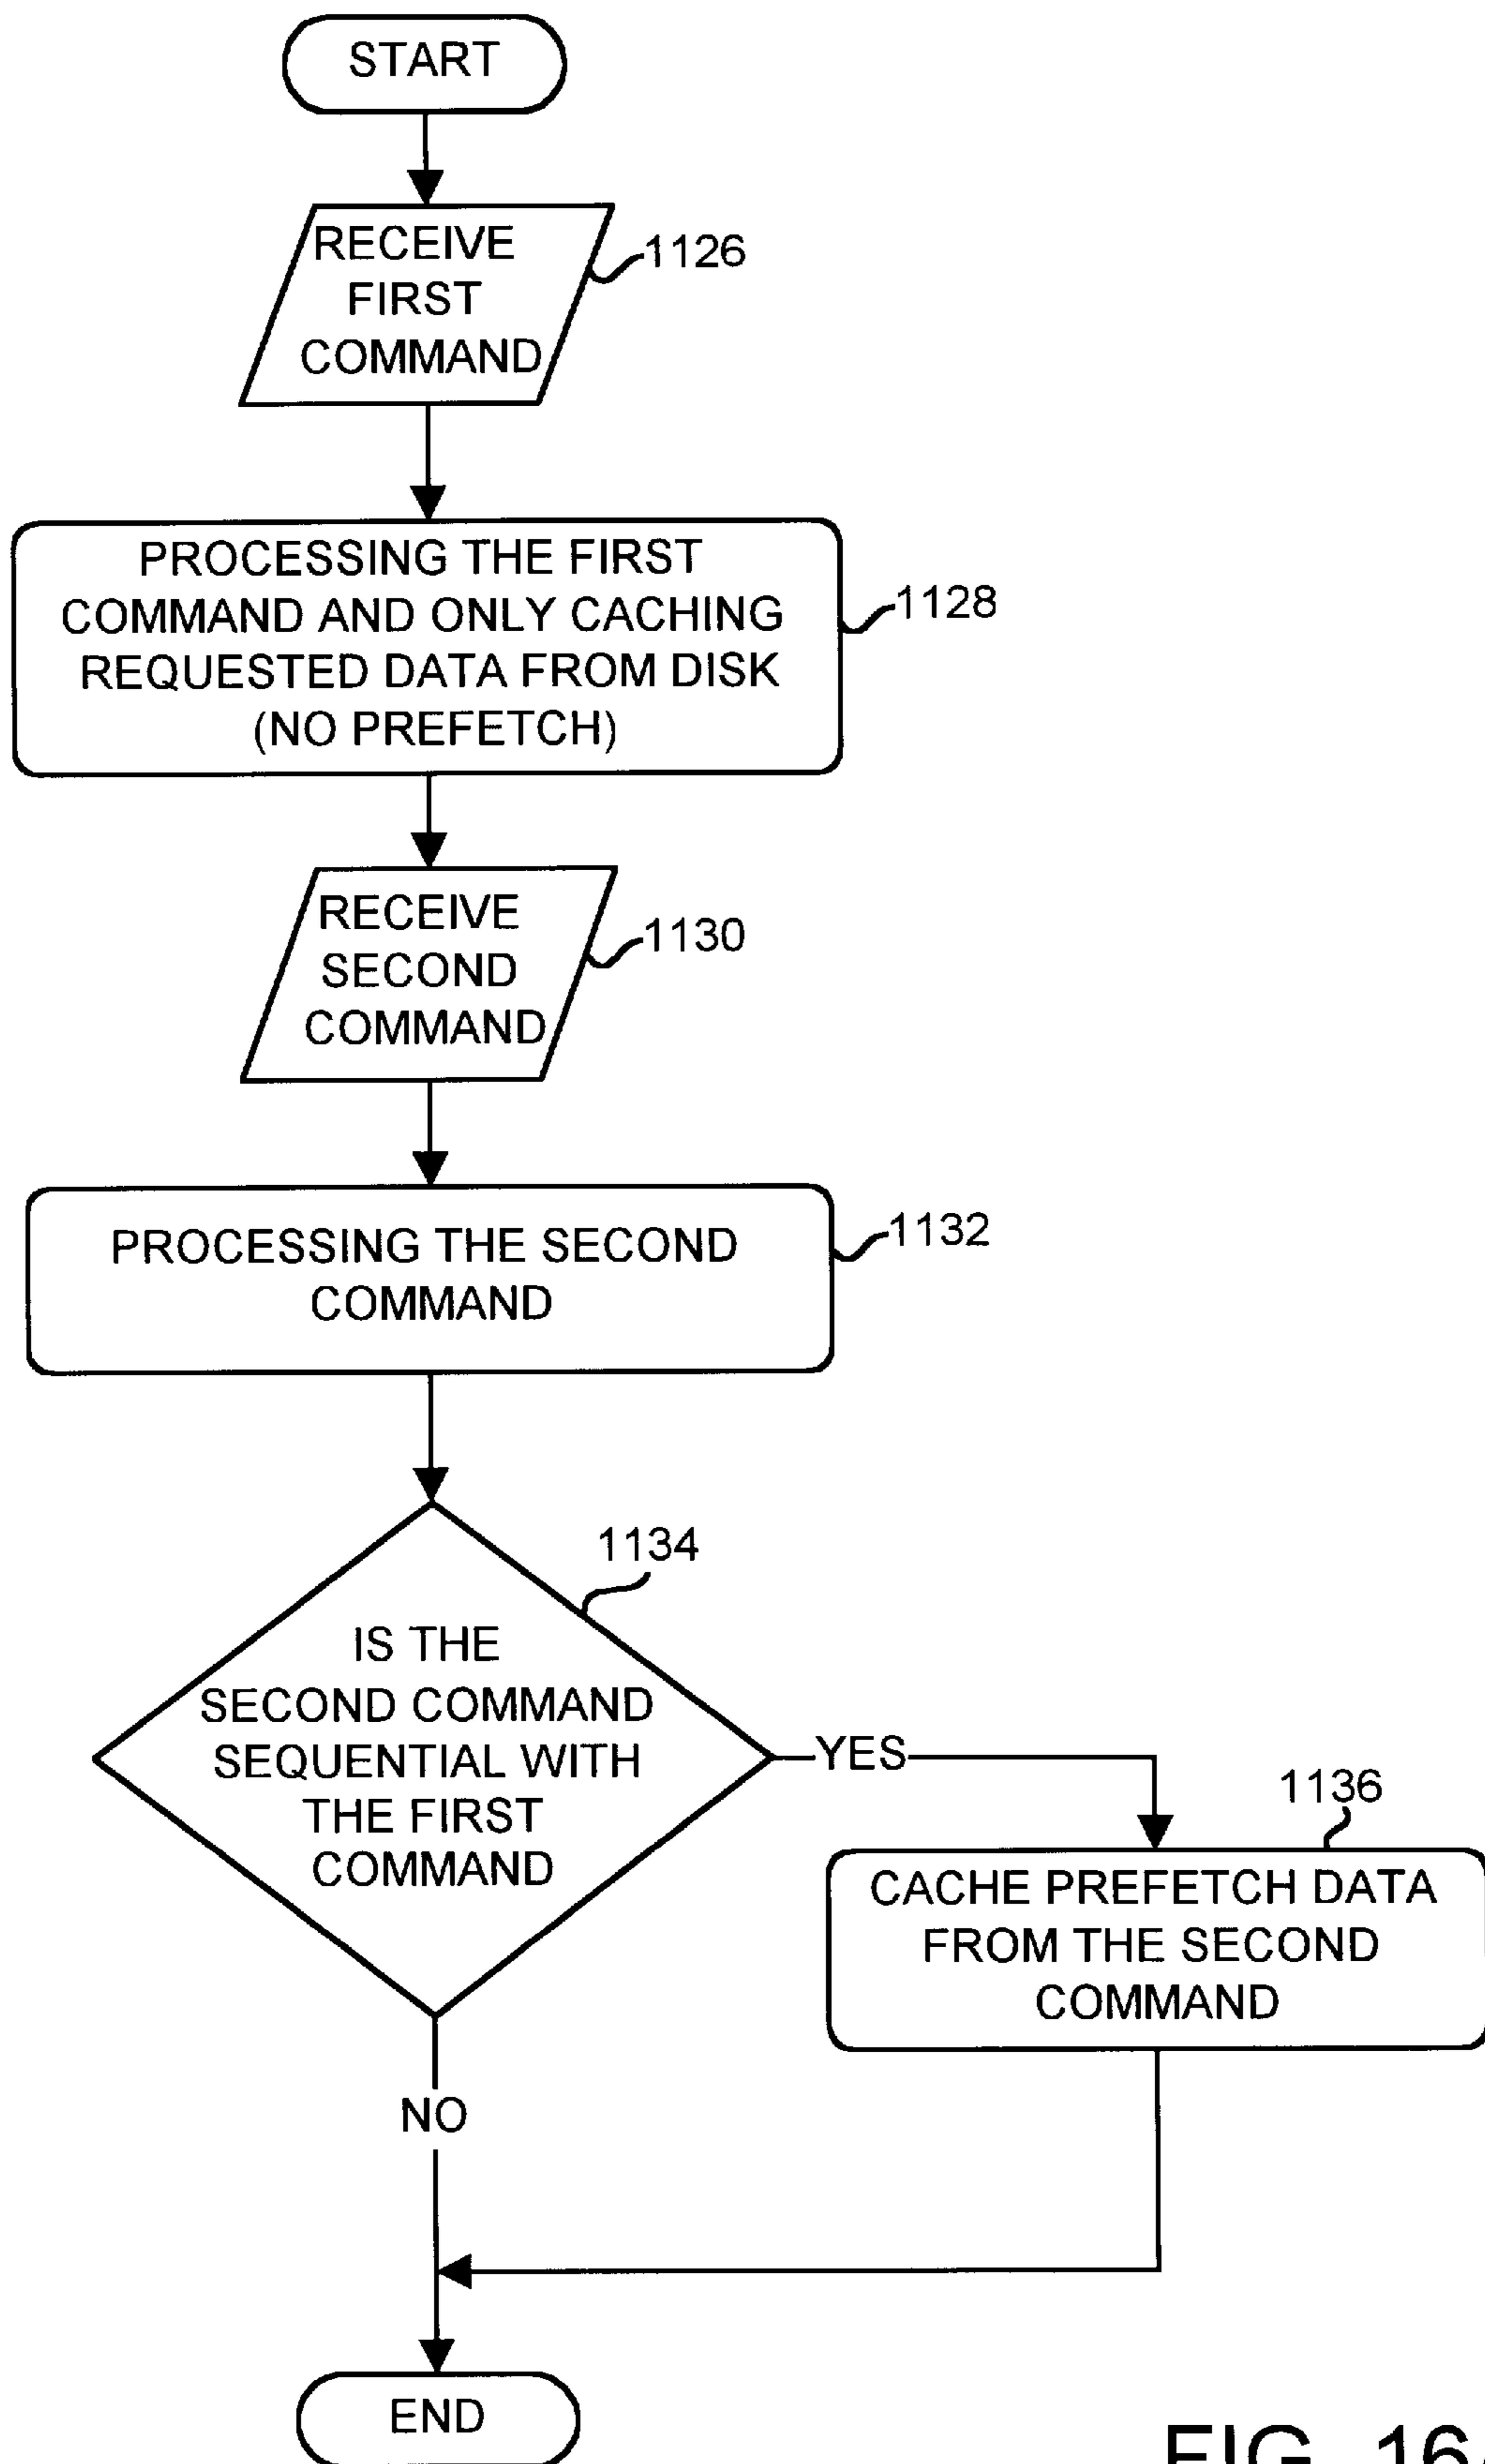 START
RECEIVE
FIRST
COMMAND
1126
PROCESSING THE FIRST
COMMAND AND ONLY CACHING
REQUESTED DATA FROM DISK
(NO PREFETCH)
1128
RECEIVE
SECOND
COMMAND
1130
PROCESSING THE SECOND
COMMAND
1132
1134
IS THE
SECOND COMMAND
SEQUENTIAL WITH
THE FIRST
COMMAND
YES
1136
CACHE PREFETCH DATA
FROM THE SECOND
COMMAND
NO
END
FIG. 16